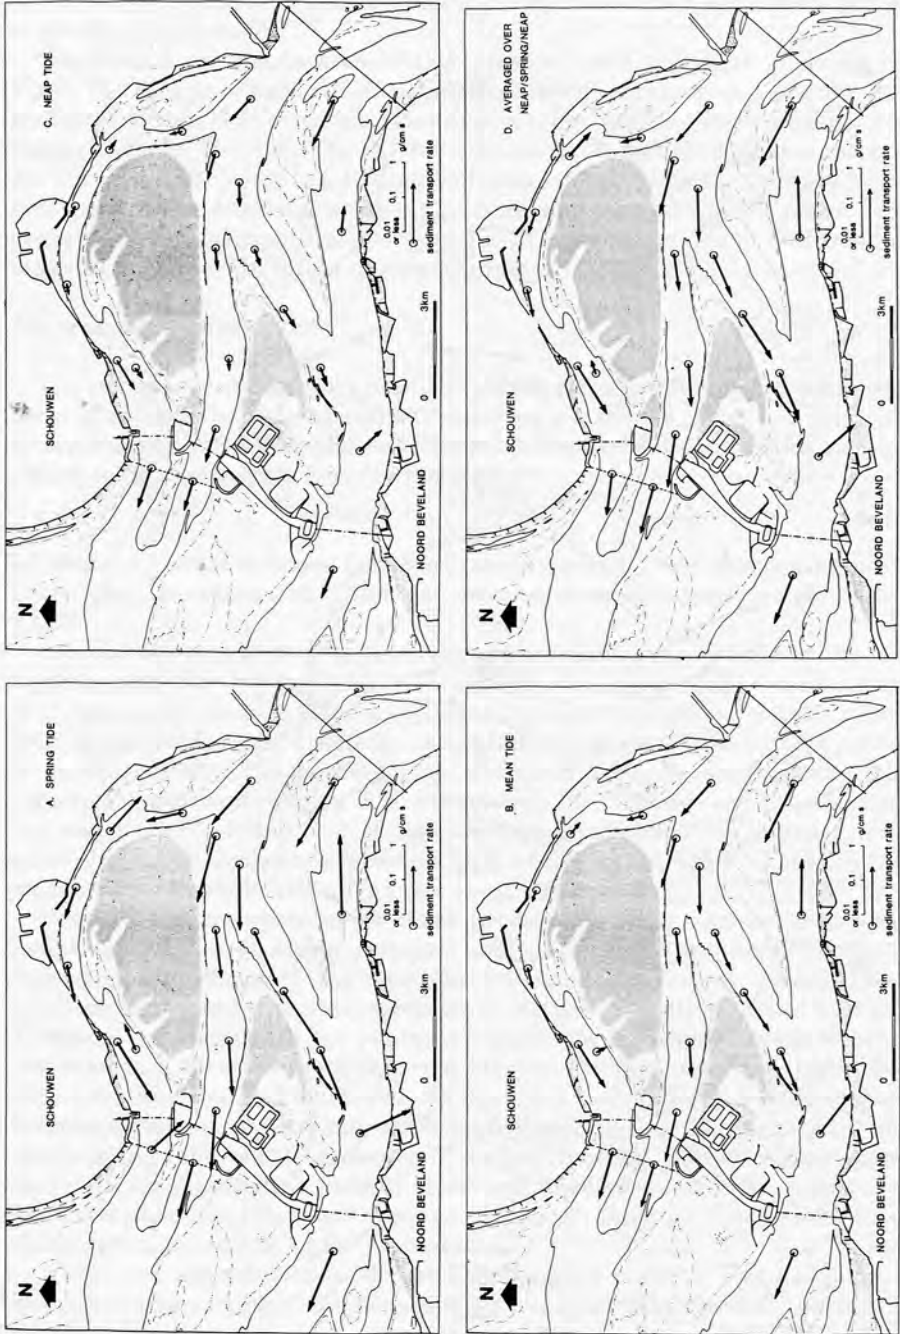 A. SPRING TIDE
N
SCHOUWEN
NOORD BEVELAND
0 3km
0.01 or less 0.1 1 g/cm s
sediment transport rate
B. MEAN TIDE
N
SCHOUWEN
NOORD BEVELAND
0 3km
0.01 or less 0.1 1 g/cm s
sediment transport rate
C. NEAP TIDE
N
SCHOUWEN
NOORD BEVELAND
0 3km
0.01 or less 0.1 1 g/cm s
sediment transport rate
D. AVERAGED OVER
NEAP/SPRING/NEAP
N
SCHOUWEN
NOORD BEVELAND
0 3km
0.01 or less 0.1 1 g/cm s
sediment transport rate